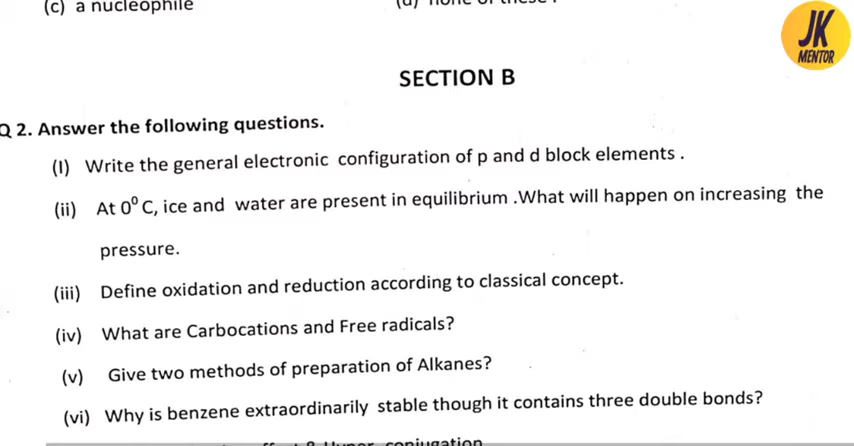 (c) a nucleophile
JK
MENTOR
SECTION B
Q 2. Answer the following questions.
(I) Write the general electronic configuration of p and d block elements .
(ii) At 0⁰ C, ice and water are present in equilibrium .What will happen on increasing the
pressure.
(iii) Define oxidation and reduction according to classical concept.
(iv) What are Carbocations and Free radicals?
(v) Give two methods of preparation of Alkanes?
(vi) Why is benzene extraordinarily stable though it contains three double bonds?